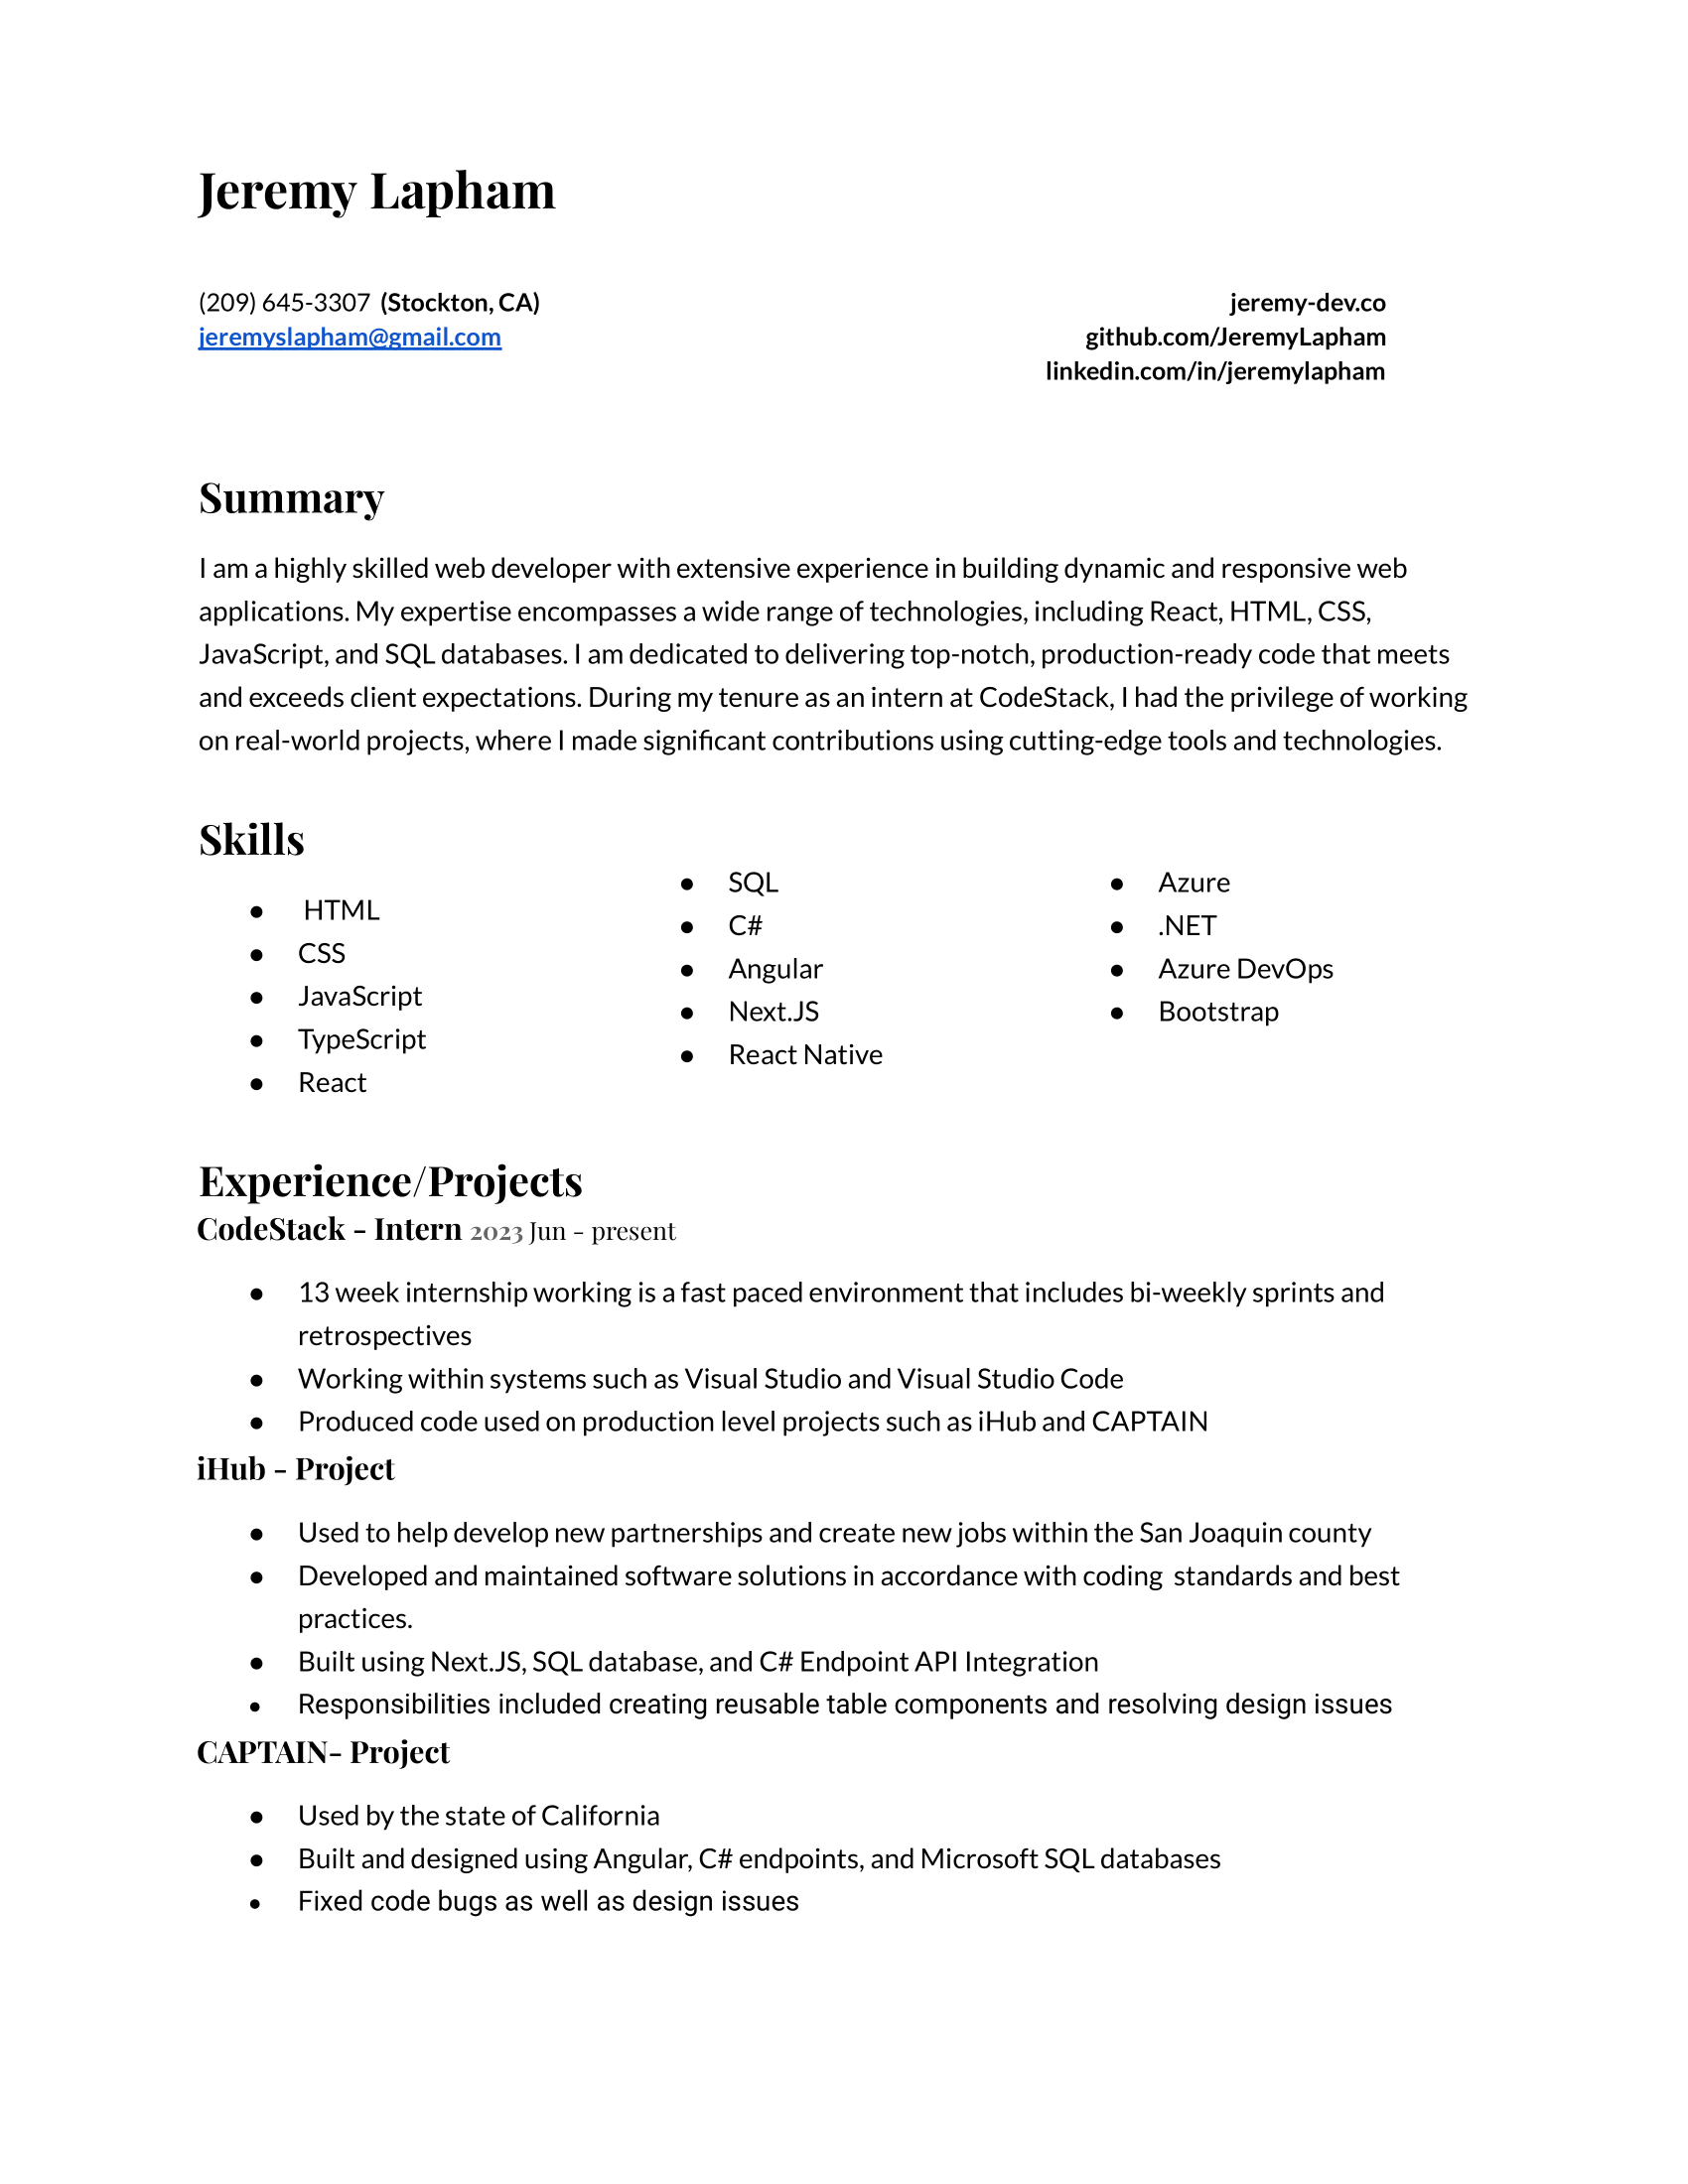 Jeremy Lapham
(209) 645-3307 (Stockton, CA)
jeremyslapham@gmail.com
jeremy-dev.co
github.com/JeremyLapham
linkedin.com/in/jeremylapham
Summary
I am a highly skilled web developer with extensive experience in building dynamic and responsive web
applications. My expertise encompasses a wide range of technologies, including React, HTML, CSS,
JavaScript, and SQL databases. I am dedicated to delivering top-notch, production-ready code that meets
and exceeds client expectations. During my tenure as an intern at CodeStack, I had the privilege of working
on real-world projects, where I made significant contributions using cutting-edge tools and technologies.
Skills
● HTML
● CSS
● JavaScript
● TypeScript
● React
● SQL
● C#
● Angular
● Next.JS
● React Native
● Azure
● .NET
● Azure DevOps
● Bootstrap
Experience/Projects
CodeStack - Intern 2023 Jun - present
● 13 week internship working is a fast paced environment that includes bi-weekly sprints and
retrospectives
● Working within systems such as Visual Studio and Visual Studio Code
● Produced code used on production level projects such as iHub and CAPTAIN
iHub - Project
● Used to help develop new partnerships and create new jobs within the San Joaquin county
● Developed and maintained software solutions in accordance with coding  standards and best
practices.
● Built using Next.JS, SQL database, and C# Endpoint API Integration
● Responsibilities included creating reusable table components and resolving design issues
CAPTAIN- Project
● Used by the state of California
● Built and designed using Angular, C# endpoints, and Microsoft SQL databases
● Fixed code bugs as well as design issues